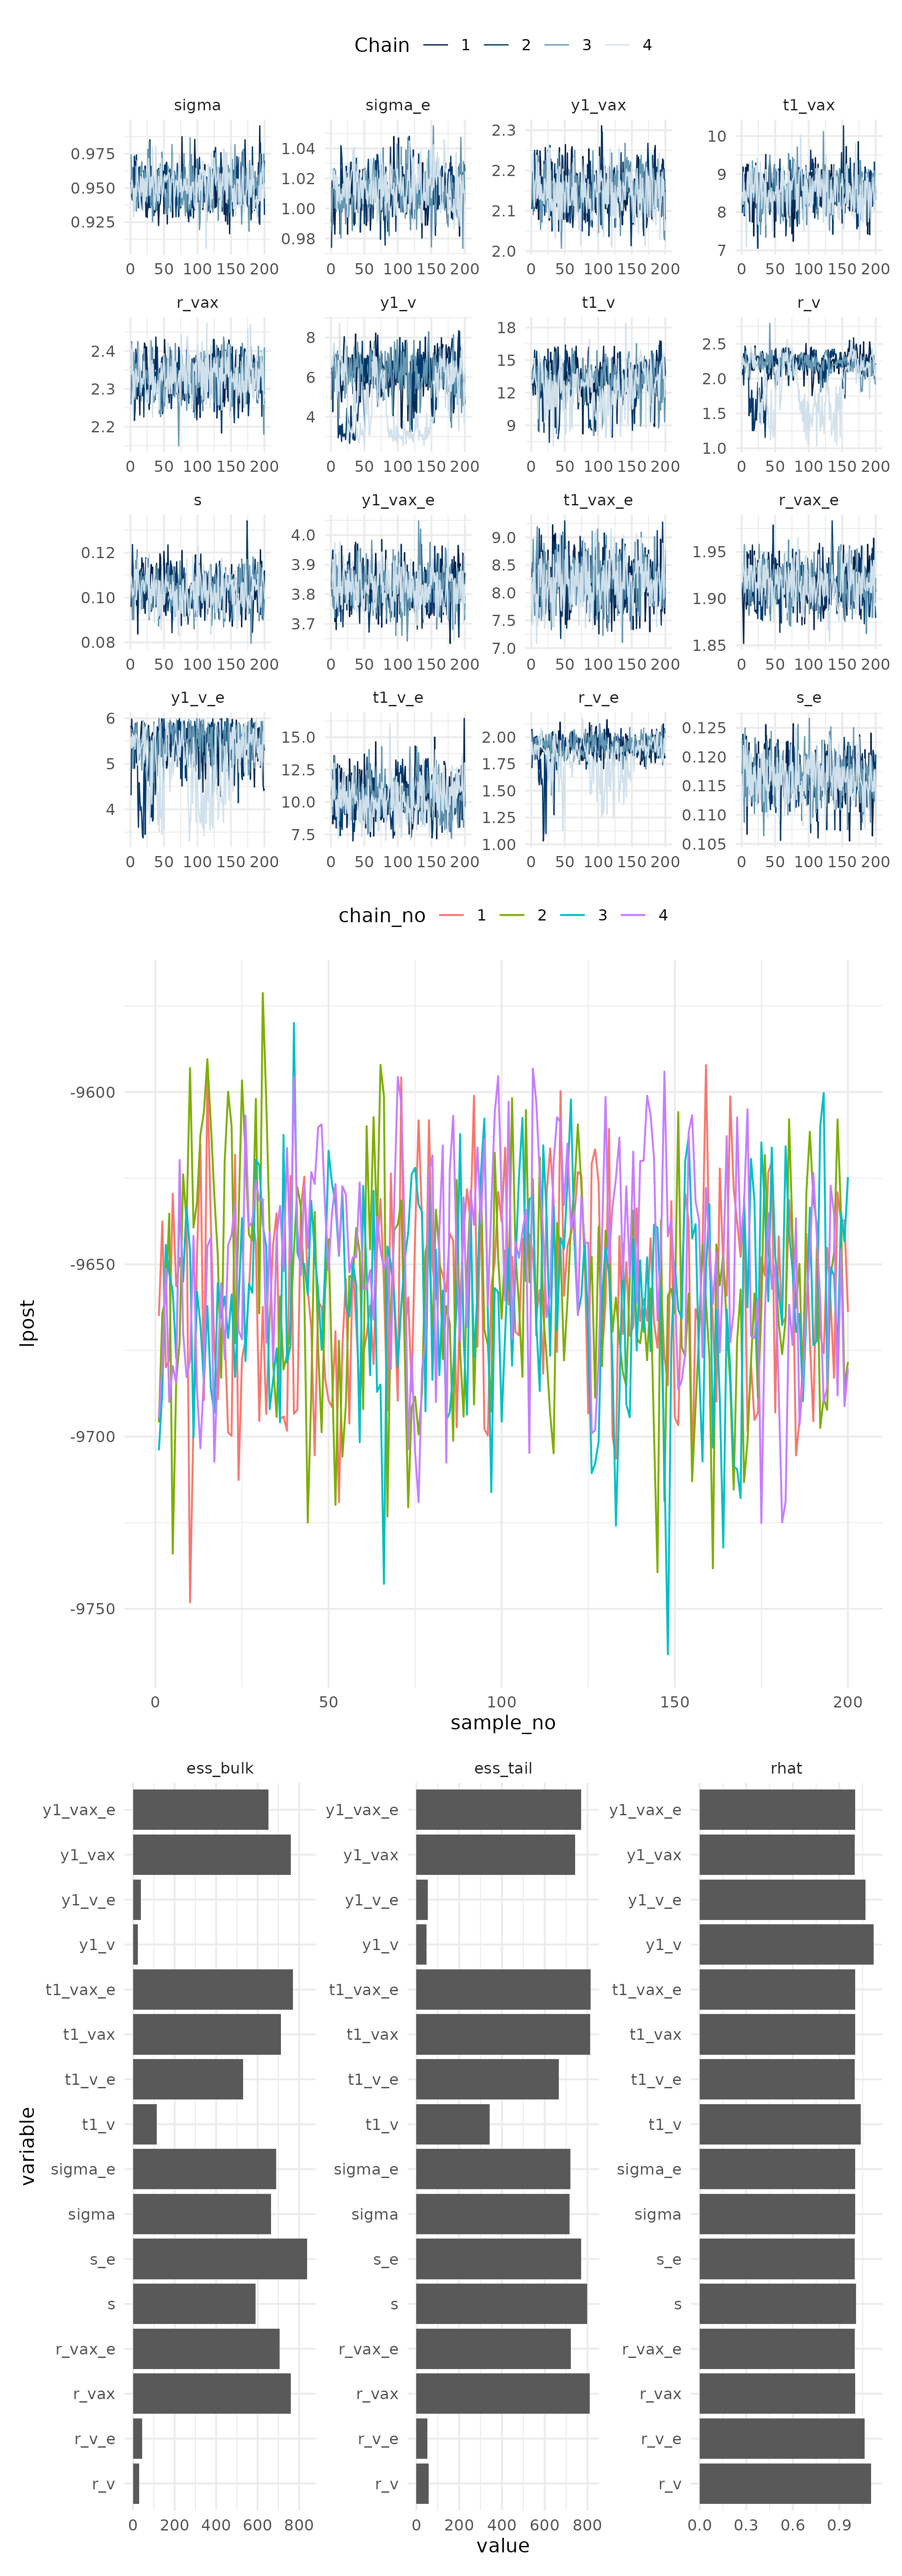 Chain 1 2 3 4
sigma sigma_e y1_vax t1_vax
0.975 0.950 0.925
1.04 1.02 1.00 0.98
2.3 2.2 2.1 2.0
10 9 8 7
0 50 100 150 200 0 50 100 150 200 0 50 100 150 200 0 50 100 150 200
r_vax y1_v t1_v r_v
2.4 2.3 2.2
8 6 4
18 15 12 9
2.5 2.0 1.5 1.0
0 50 100 150 200 0 50 100 150 200 0 50 100 150 200 0 50 100 150 200
s y1_vax_e t1_vax_e r_vax_e
0.12 0.10 0.08
4.0 3.9 3.8 3.7
9.0 8.5 8.0 7.5 7.0
1.95 1.90 1.85
0 50 100 150 200 0 50 100 150 200 0 50 100 150 200 0 50 100 150 200
y1_v_e t1_v_e r_v_e s_e
6 5 4
15.0 12.5 10.0 7.5
2.00 1.75 1.50 1.25 1.00
0.125 0.120 0.115 0.110 0.105
0 50 100 150 200 0 50 100 150 200 0 50 100 150 200 0 50 100 150 200
chain_no 1 2 3 4
lpost
-9600
-9650
-9700
-9750
0 50 100 150 200
sample_no
ess_bulk ess_tail rhat
variable
y1_vax_e y1_vax_e y1_vax_e
y1_vax y1_vax y1_vax
y1_v_e y1_v_e y1_v_e
y1_v y1_v y1_v
t1_vax_e t1_vax_e t1_vax_e
t1_vax t1_vax t1_vax
t1_v_e t1_v_e t1_v_e
t1_v t1_v t1_v
sigma_e sigma_e sigma_e
sigma sigma sigma
s_e s_e s_e
s s s
r_vax_e r_vax_e r_vax_e
r_vax r_vax r_vax
r_v_e r_v_e r_v_e
r_v r_v r_v
0 200 400 600 800 0 200 400 600 800 0.0 0.3 0.6 0.9
value